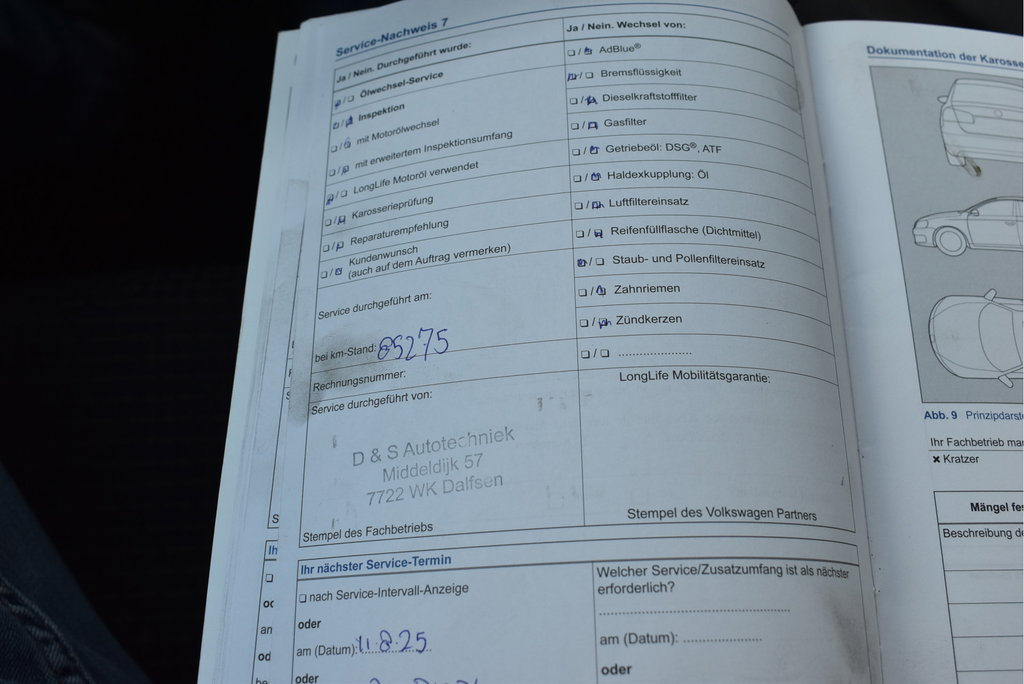 Service-Nachweis 7
Ja / Nein. Durchgeführt wurde:
Ölwechsel-Service
Inspektion
mit Motorölwechsel
mit erweitertem Inspektionsumfang
LongLife Motoröl verwendet
Karosserieprüfung
Reparaturempfehlung
Kundenwunsch
(auch auf dem Auftrag vermerken)
Service durchgeführt am:
bei km-Stand: 89275
Rechnungsnummer:
Service durchgeführt von:
D & S Autotechniek
Middeldijk 57
7722 WK Dalfsen
Stempel des Fachbetriebs
Ja / Nein. Wechsel von:
AdBlue®
Bremsflüssigkeit
Dieselkraftstofffilter
Gasfilter
Getriebeöl: DSG®, ATF
Haldexkupplung: Öl
Luftfiltereinsatz
Reifenfüllflasche (Dichtmittel)
Staub- und Pollenfiltereinsatz
Zahnriemen
Zündkerzen
LongLife Mobilitätsgarantie:
Stempel des Volkswagen Partners
Ihr nächster Service-Termin
nach Service-Intervall-Anzeige
oder
am (Datum): 11.8.25
oder
Welcher Service/Zusatzumfang ist als nächster
erforderlich?
am (Datum):
oder
Dokumentation der Karosse
Abb. 9 Prinzipdarst
Ihr Fachbetrieb mar
Kratzer
Mängel fes
Beschreibung de